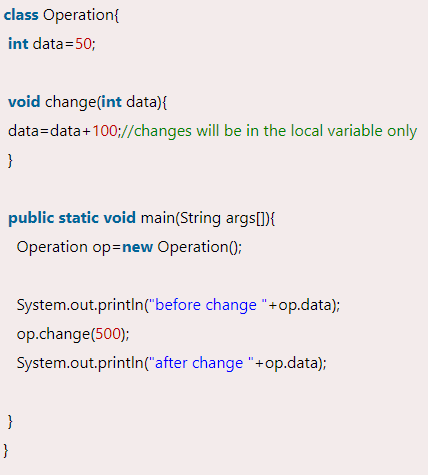 class Operation{
int data=50;
void change(int data){
data=data+100;//changes will be in the local variable only
}
public static void main(String args[]){
Operation op=new Operation();
System.out.println("before change "+op.data);
op.change(500);
System.out.println("after change "+op.data);
}
}